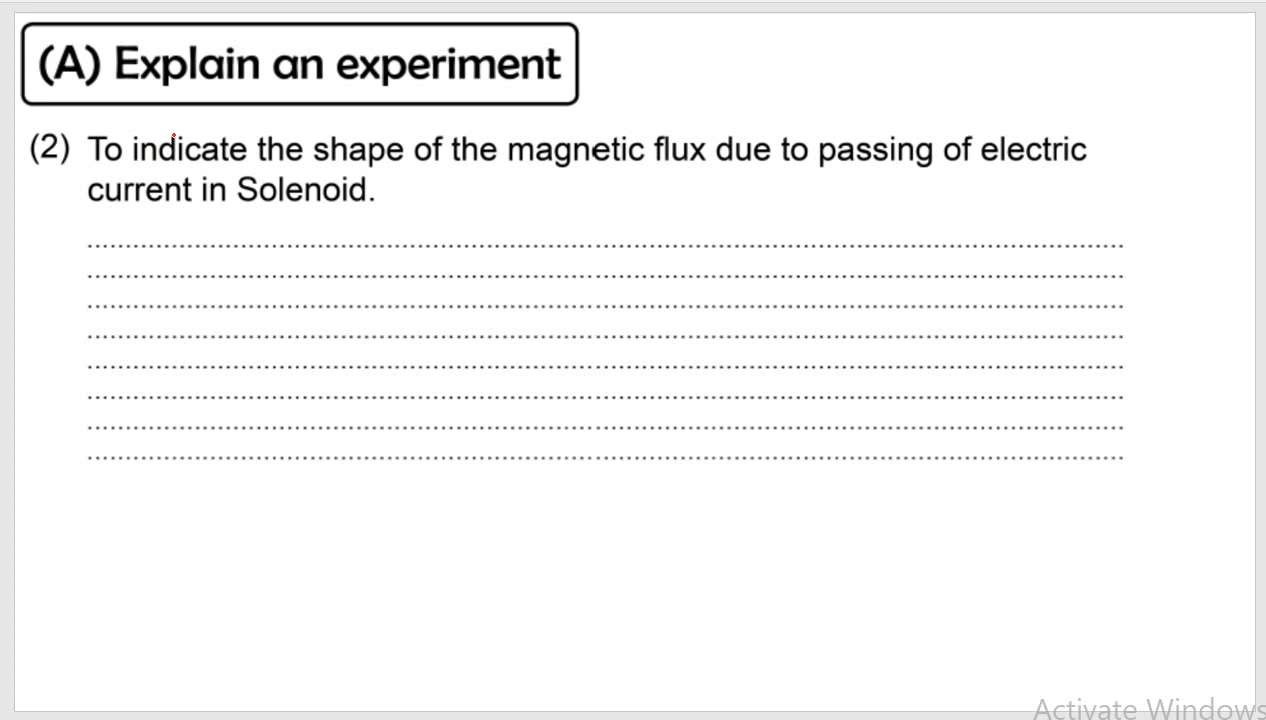 (A) Explain an experiment
(2) To indicate the shape of the magnetic flux due to passing of electric
current in Solenoid.
Activate Windows